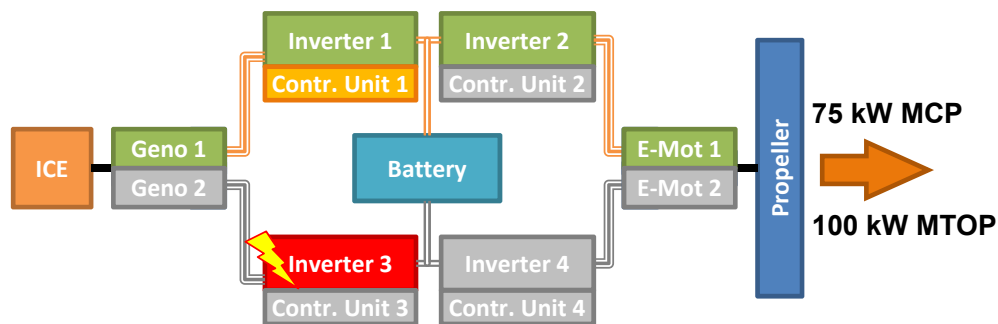 Inverter 1
Inverter 2
Contr. Unit 1
Contr. Unit 2
75 kW MCP
ICE
Geno 1
Geno 2
Battery
E-Mot 1
E-Mot 2
Propeller
100 kW MTOP
Inverter 3
Inverter 4
Contr. Unit 3
Contr. Unit 4